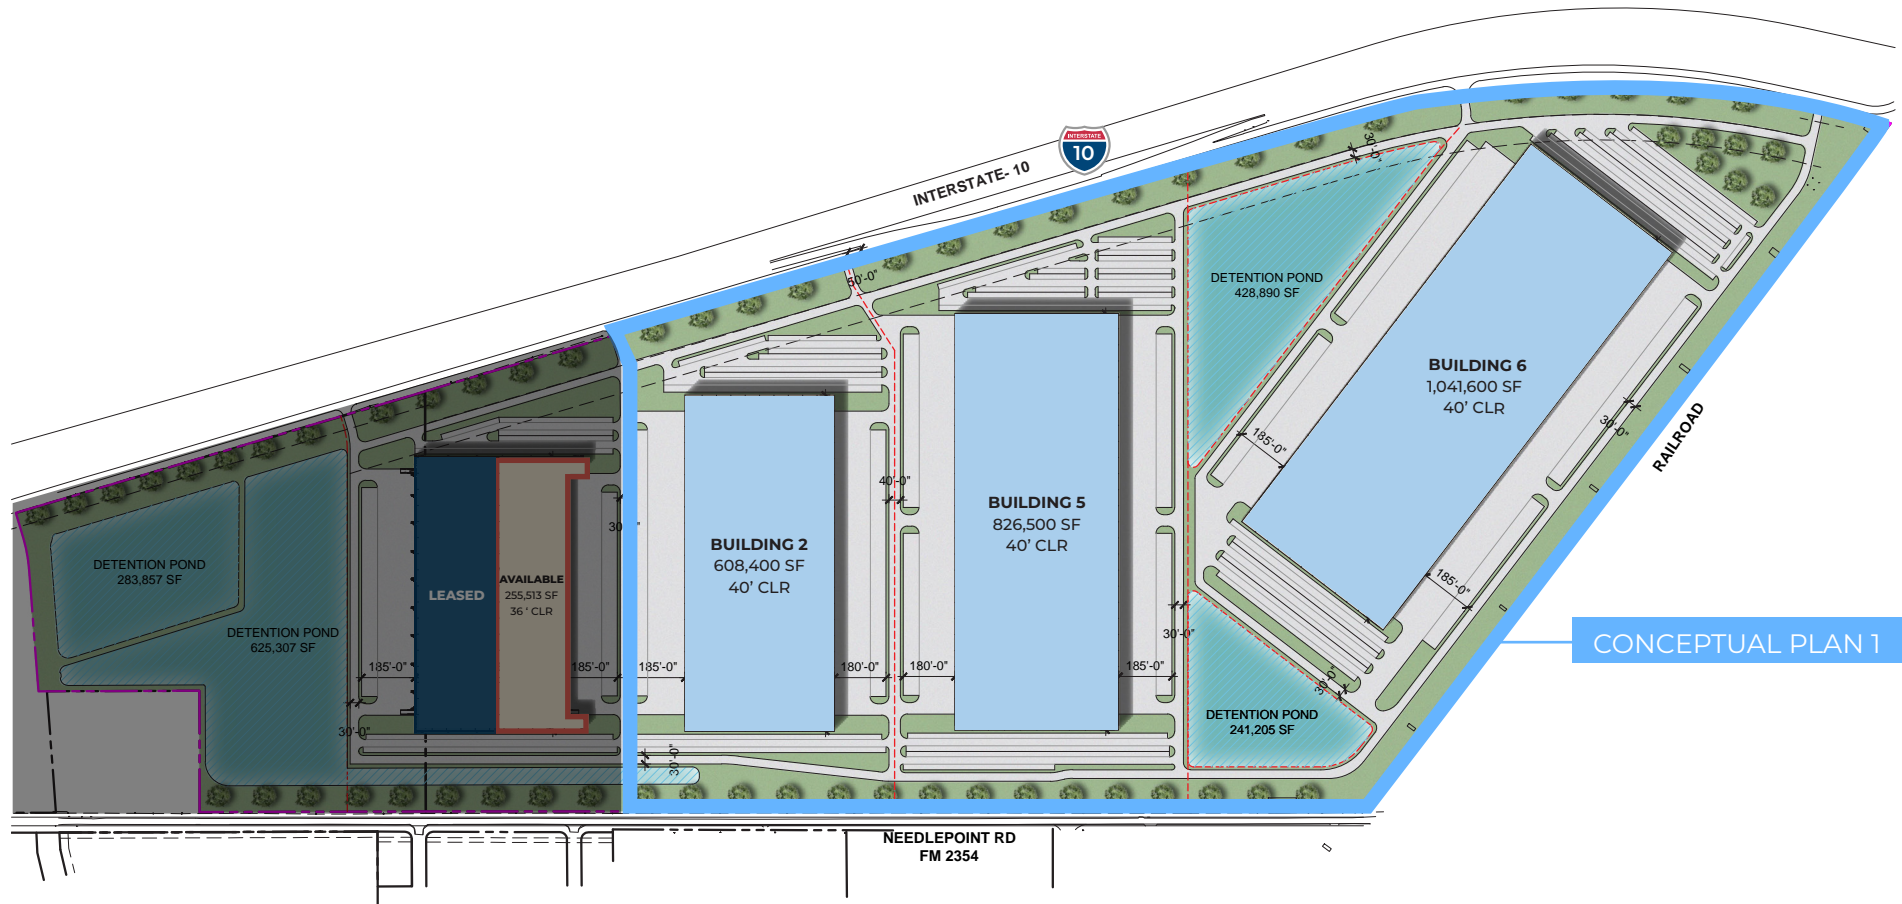 INTERSTATE
10
INTERSTATE- 10
30'-0"
50'-0"
DETENTION POND
428,890 SF
BUILDING 6
1,041,600 SF
40' CLR
185'-0"
30'-0"
RAILROAD
185'-0"
BUILDING 5
826,500 SF
40' CLR
40'-0"
BUILDING 2
608,400 SF
40' CLR
30'
DETENTION POND
283,857 SF
LEASED
AVAILABLE
255,513 SF
36 ' CLR
DETENTION POND
625,307 SF
30'-0"
CONCEPTUAL PLAN 1
185'-0"
185'-0"
185'-0"
180'-0"
180'-0"
185'-0"
30'-0"
DETENTION POND
241,205 SF
30'-0"
30'-0"
NEEDLEPOINT RD
FM 2354